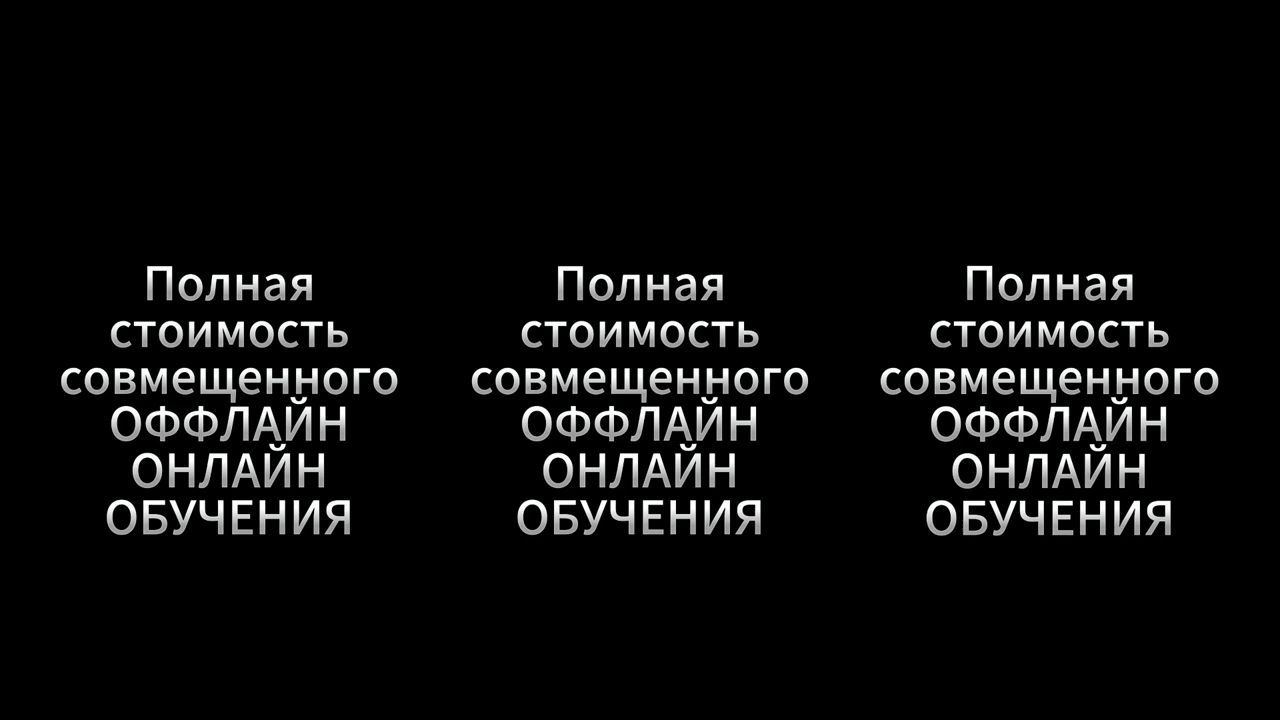 Полная
стоимость
совмещенного
ОФФЛАЙН
ОНЛАЙН
ОБУЧЕНИЯ
Полная
стоимость
совмещенного
ОФФЛАЙН
ОНЛАЙН
ОБУЧЕНИЯ
Полная
стоимость
совмещенного
ОФФЛАЙН
ОНЛАЙН
ОБУЧЕНИЯ